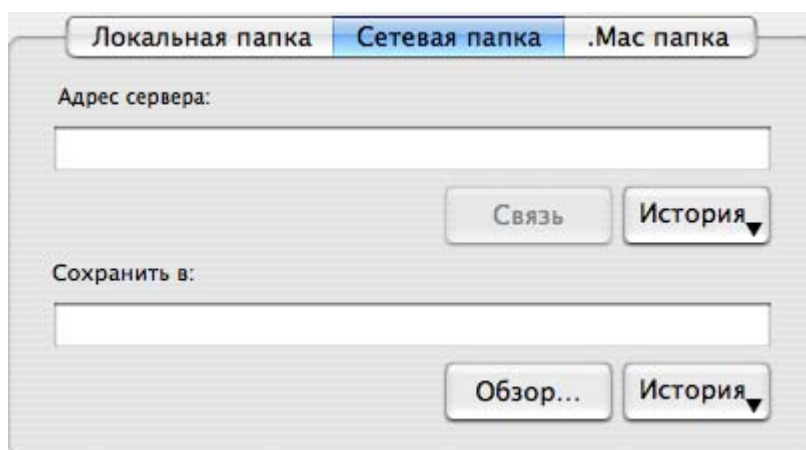 Локальная папка Сетевая папка .Mac папка
Адрес сервера:
Связь История
Сохранить в:
Обзор... История